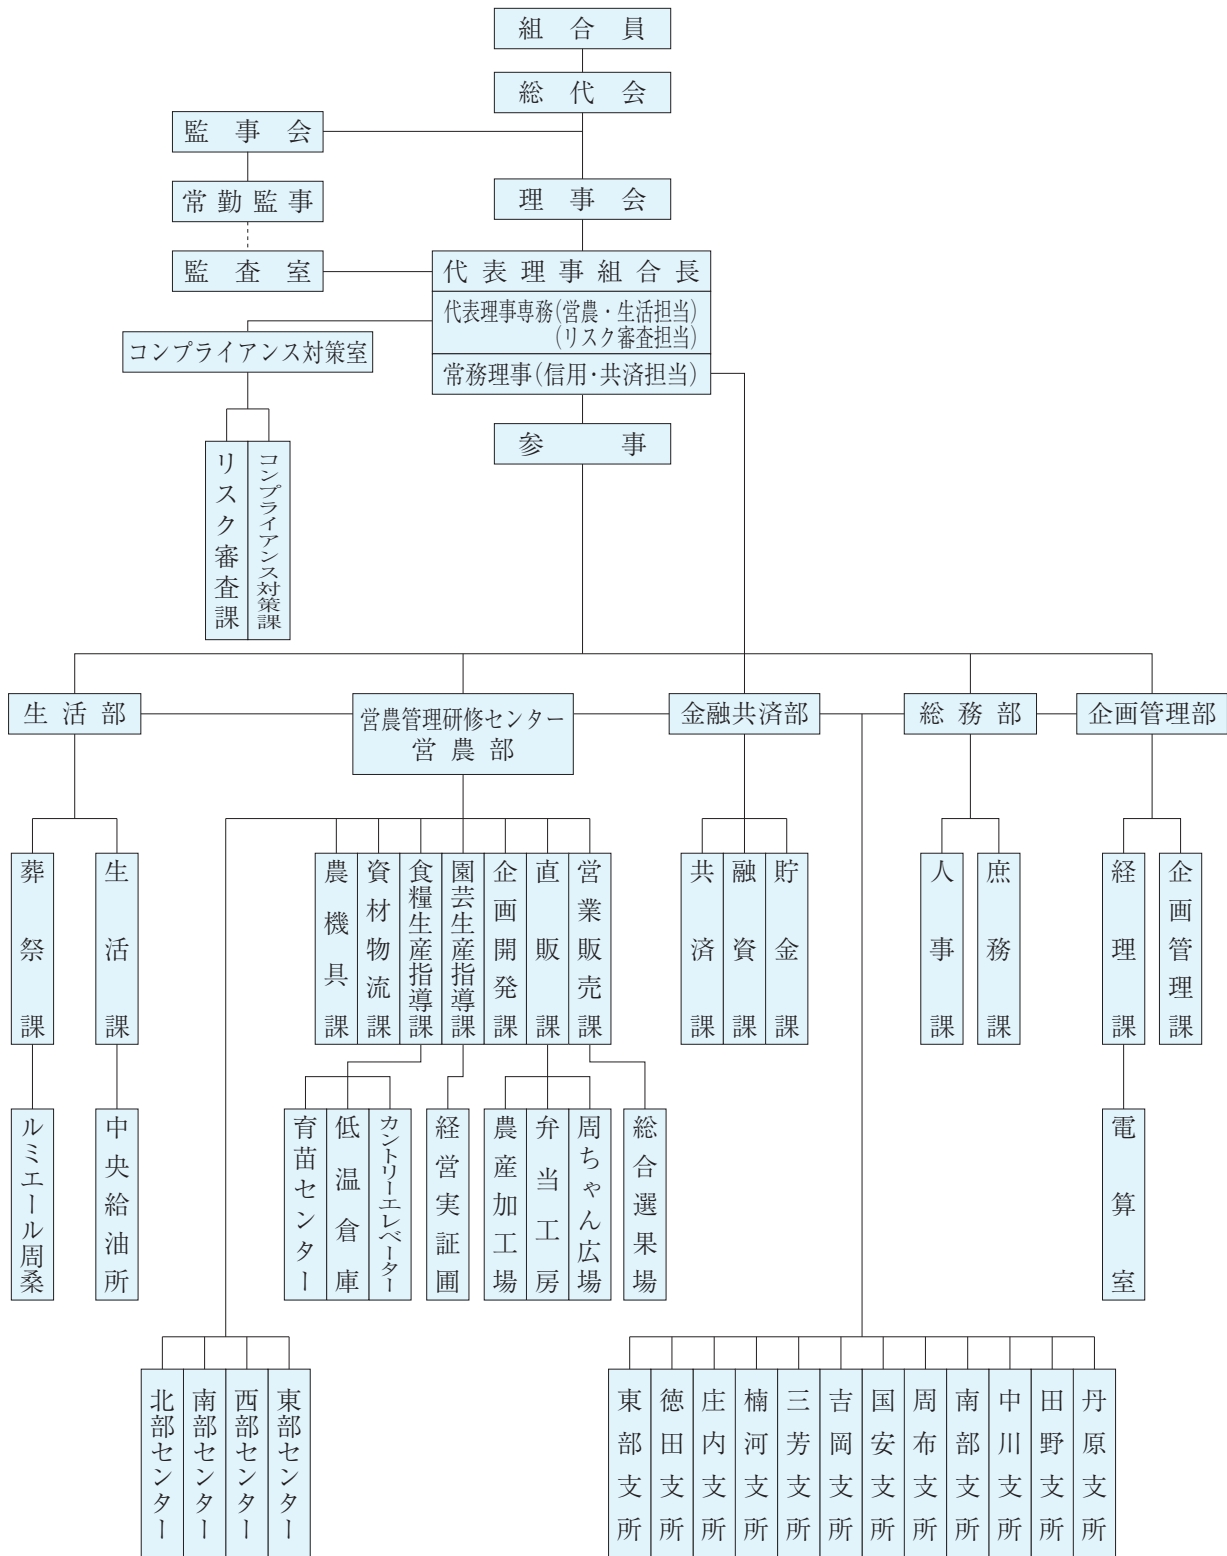 組合員
総代会
監事会
常勤監事
理事会
監査室
代表理事組合長
代表理事専務(営農・生活担当)
(リスク審査担当)
常務理事(信用・共済担当)
コンプライアンス対策室
参事
リスク審査課
コンプライアンス対策課
生活部
営農管理研修センター
営農部
金融共済部
総務部
企画管理部
葬祭課
生活課
農機具課
資材物流課
食糧生産指導課
園芸生産指導課
企画開発課
直販課
営業販売課
共済課
融資課
貯金課
人事課
庶務課
経理課
企画管理課
ルミエール周桑
中央給油所
育苗センター
低温倉庫
カントリーエレベーター
経営実証圃
農産加工場
弁当工房
周ちゃん広場
総合選果場
電算室
北部センター
南部センター
西部センター
東部センター
東部支所
徳田支所
庄内支所
楠河支所
三芳支所
吉岡支所
国安支所
周布支所
南部支所
中川支所
田野支所
丹原支所